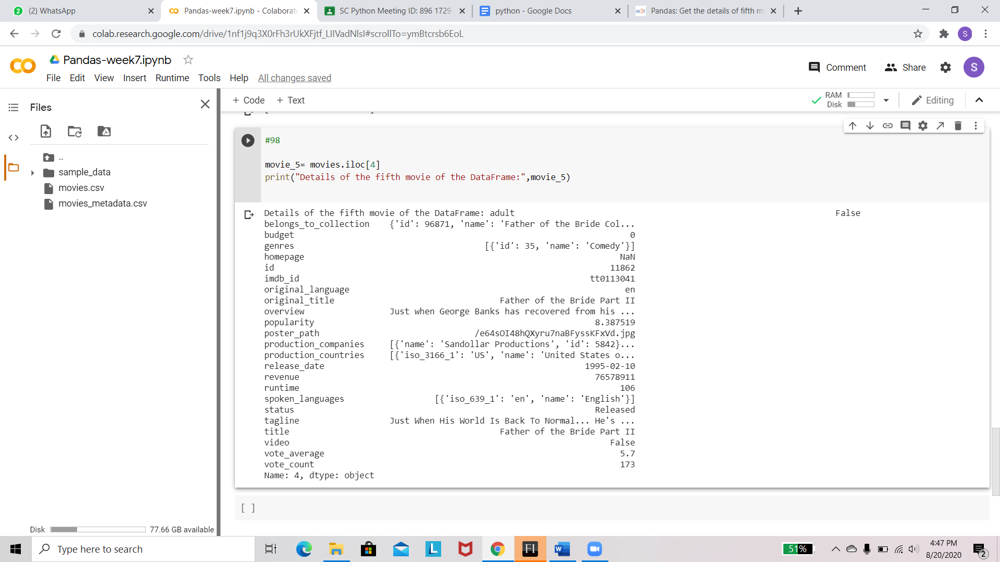 (2) WhatsApp
Pandas-week7.ipynb - Colaborat
SC Python Meeting ID: 896 1729
python - Google Docs
w3r Pandas: Get the details of fifth m
colab.research.google.com/drive/1nf1j9q3X0rFh3rUkXFjtf_LIIVadNlsI#scrollTo=ymBtcrsb6EoL
S
Pandas-week7.ipynb
Comment
Share
S
File Edit View Insert Runtime Tools Help All changes saved
Files
+ Code + Text
RAM
Disk
Editing
..
sample_data
movies.csv
movies_metadata.csv
#98
movie_5= movies.iloc[4]
print("Details of the fifth movie of the DataFrame:",movie_5)
Details of the fifth movie of the DataFrame: adult False
belongs_to_collection {'id': 96871, 'name': 'Father of the Bride Col...
budget 0
genres [{'id': 35, 'name': 'Comedy'}]
homepage NaN
id 11862
imdb_id tt0113041
original_language en
original_title Father of the Bride Part II
overview Just when George Banks has recovered from his ...
popularity 8.387519
poster_path /e64sOI48hQXyru7naBFyssKFxVd.jpg
production_companies [{'name': 'Sandollar Productions', 'id': 5842}...
production_countries [{'iso_3166_1': 'US', 'name': 'United States o...
release_date 1995-02-10
revenue 76578911
runtime 106
spoken_languages [{'iso_639_1': 'en', 'name': 'English'}]
status Released
tagline Just When His World Is Back To Normal... He's ...
title Father of the Bride Part II
video False
vote_average 5.7
vote_count 173
Name: 4, dtype: object
[ ]
Disk 77.66 GB available
Type here to search
51%
4:47 PM
8/20/2020
2